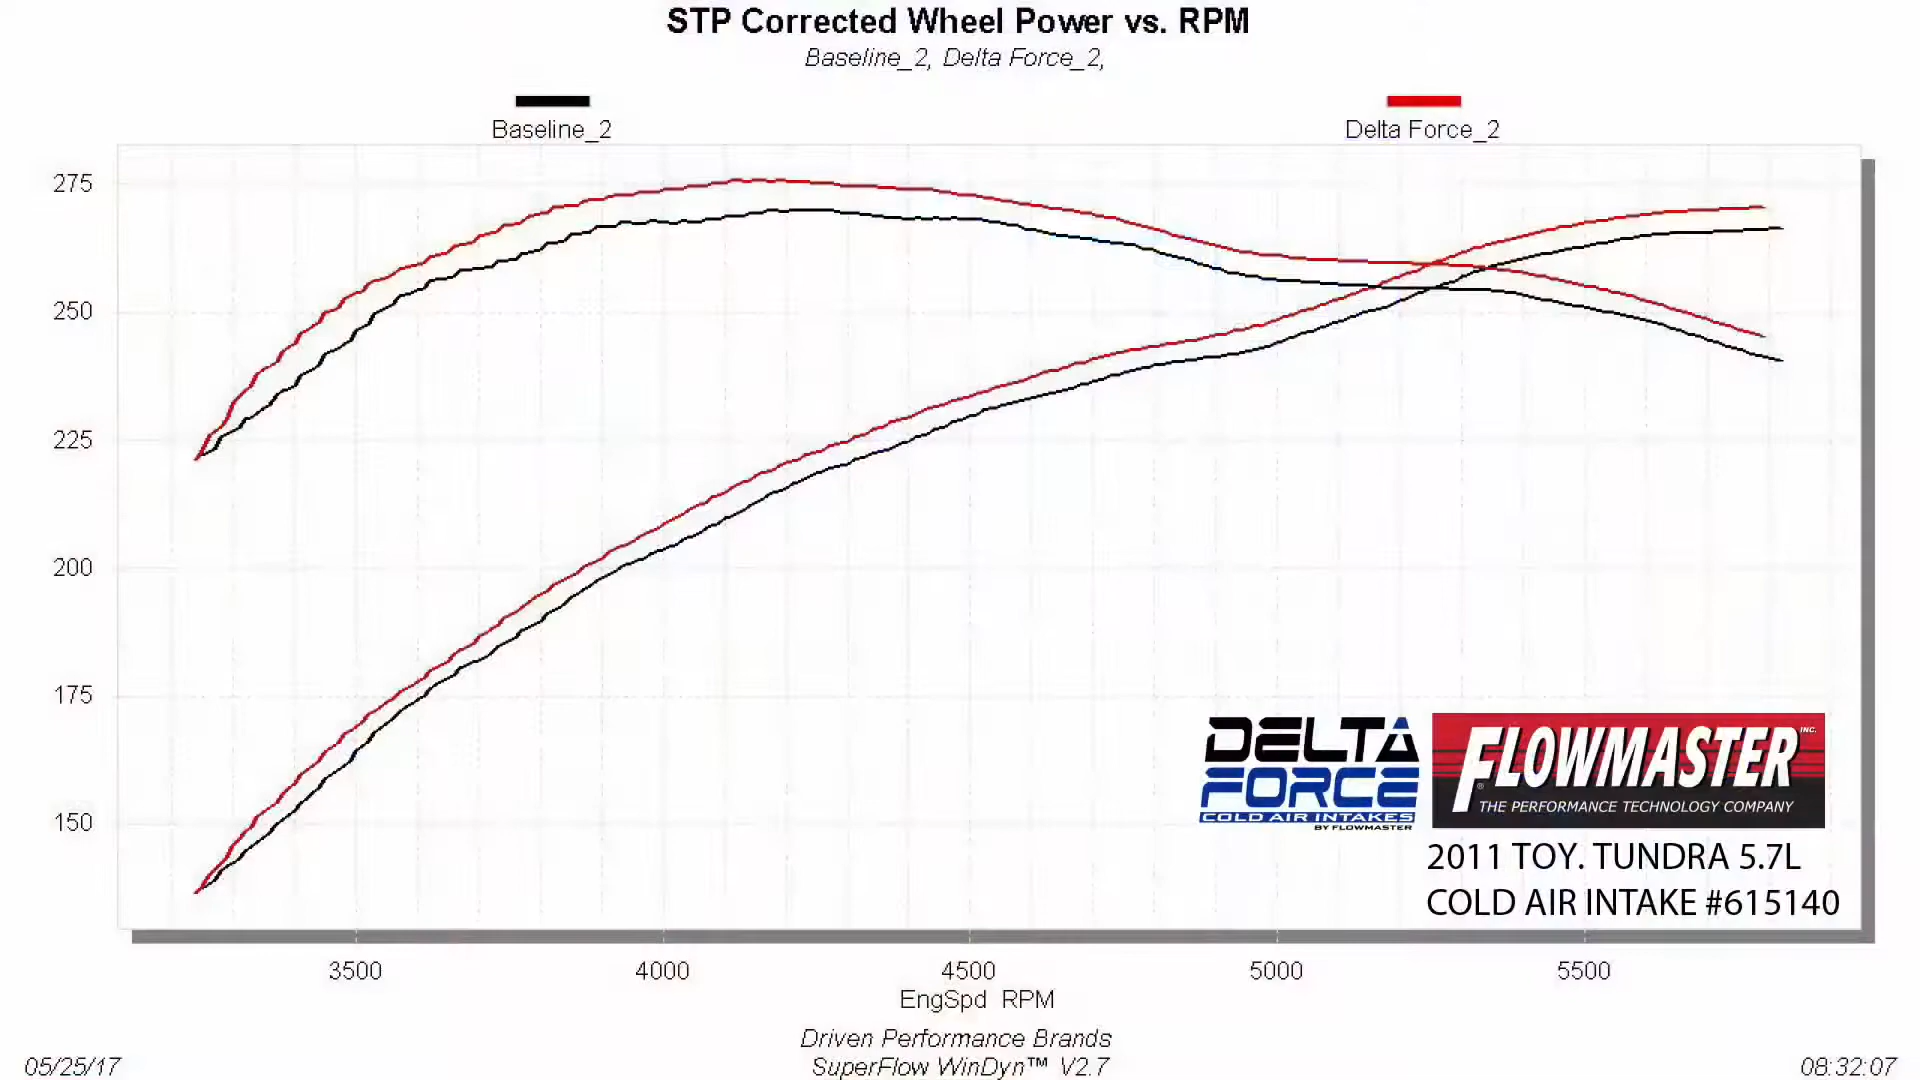 STP Corrected Wheel Power vs. RPM
Baseline_2, Delta Force_2,
Baseline_2
Delta Force_2
275
250
225
200
175
150
DELTA
FORCE
COLD AIR INTAKES
BY FLOWMASTER
FLOWMASTER INC.
®
THE PERFORMANCE TECHNOLOGY COMPANY
2011 TOY. TUNDRA 5.7L
COLD AIR INTAKE #615140
3500 4000 4500 5000 5500
EngSpd RPM
Driven Performance Brands
05/25/17 SuperFlow WinDyn™ V2.7 08:32:07